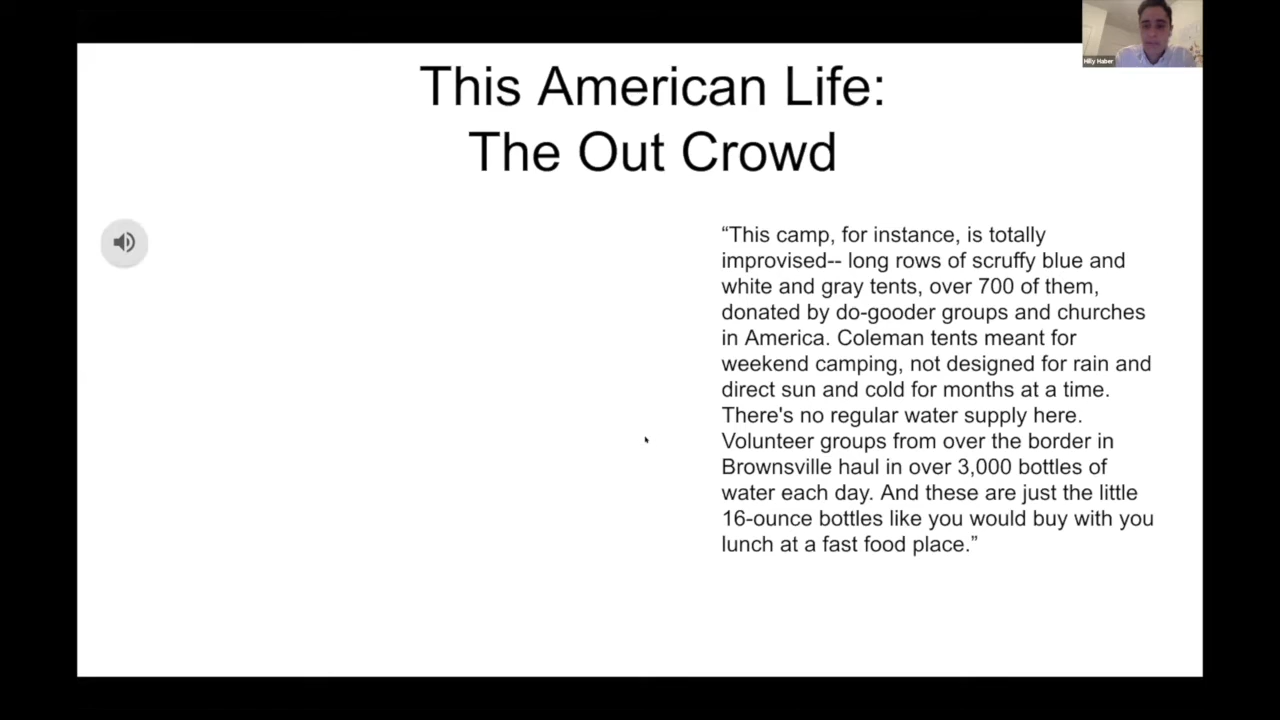 Hilly Haber
This American Life:
The Out Crowd
“This camp, for instance, is totally
improvised-- long rows of scruffy blue and
white and gray tents, over 700 of them,
donated by do-gooder groups and churches
in America. Coleman tents meant for
weekend camping, not designed for rain and
direct sun and cold for months at a time.
There's no regular water supply here.
Volunteer groups from over the border in
Brownsville haul in over 3,000 bottles of
water each day. And these are just the little
16-ounce bottles like you would buy with you
lunch at a fast food place.”